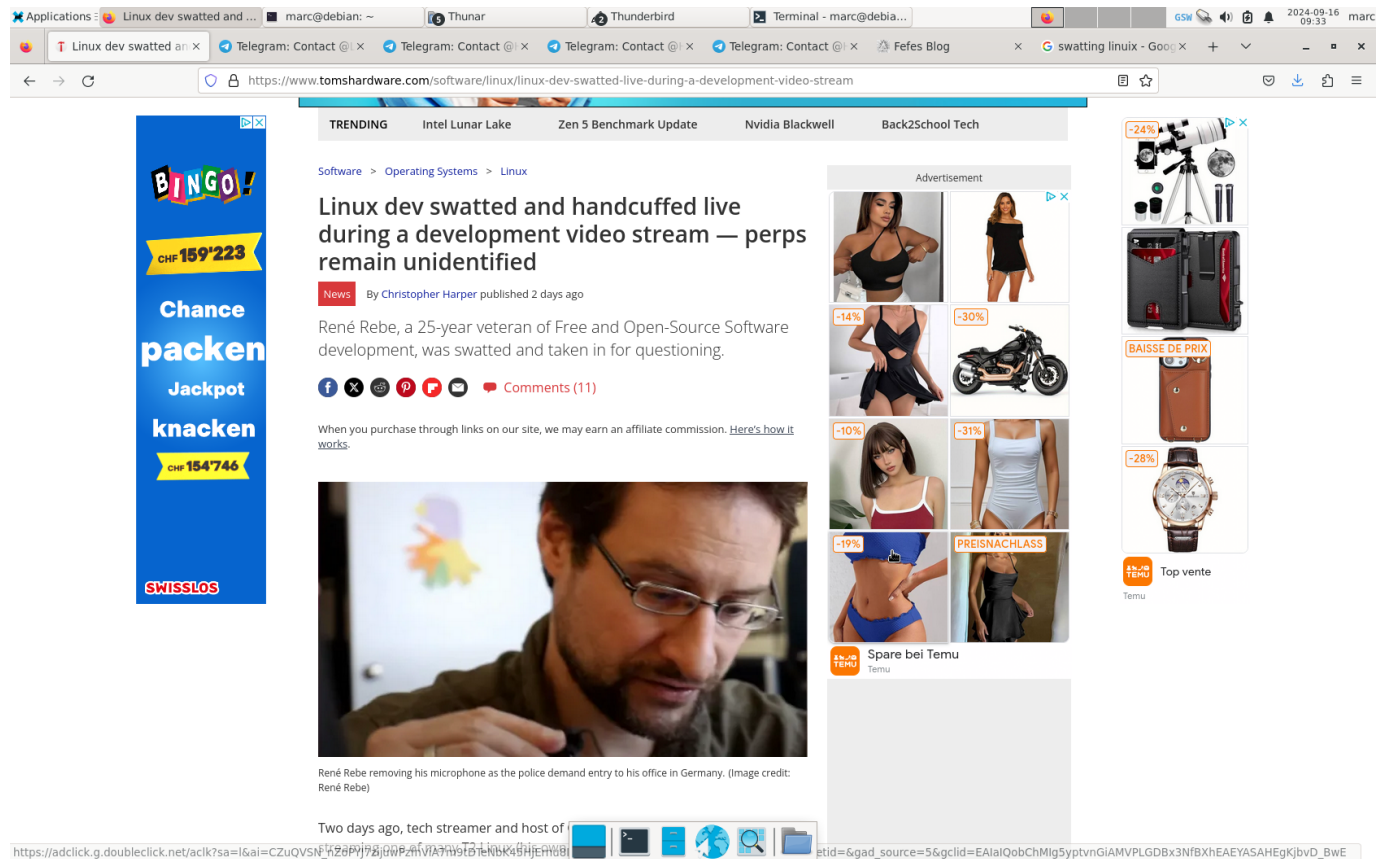 Applications
Linux dev swatted and ...
marc@debian: ~
5 Thunar
2 Thunderbird
Terminal - marc@debia...
GSW
2024-09-16
09:33
marc
Linux dev swatted an
Telegram: Contact @
Telegram: Contact @
Telegram: Contact @
Telegram: Contact @
Fefes Blog
swatting linuix - Goog
https://www.tomshardware.com/software/linux/linux-dev-swatted-live-during-a-development-video-stream
TRENDING
Intel Lunar Lake
Zen 5 Benchmark Update
Nvidia Blackwell
Back2School Tech
BINGO!
CHF 159'223
Chance
packen
Jackpot
knacken
CHF 154'746
SWISSLOS
Software > Operating Systems > Linux
Linux dev swatted and handcuffed live
during a development video stream — perps
remain unidentified
News
By Christopher Harper published 2 days ago
René Rebe, a 25-year veteran of Free and Open-Source Software
development, was swatted and taken in for questioning.
Comments (11)
When you purchase through links on our site, we may earn an affiliate commission. Here's how it
works.
René Rebe removing his microphone as the police demand entry to his office in Germany. (Image credit:
René Rebe)
Two days ago, tech streamer and host of
Advertisement
-14%
-30%
-10%
-31%
-19%
PREISNACHLASS
TEMU
Spare bei Temu
Temu
-24%
BAISSE DE PRIX
-28%
TEMU
Top vente
Temu